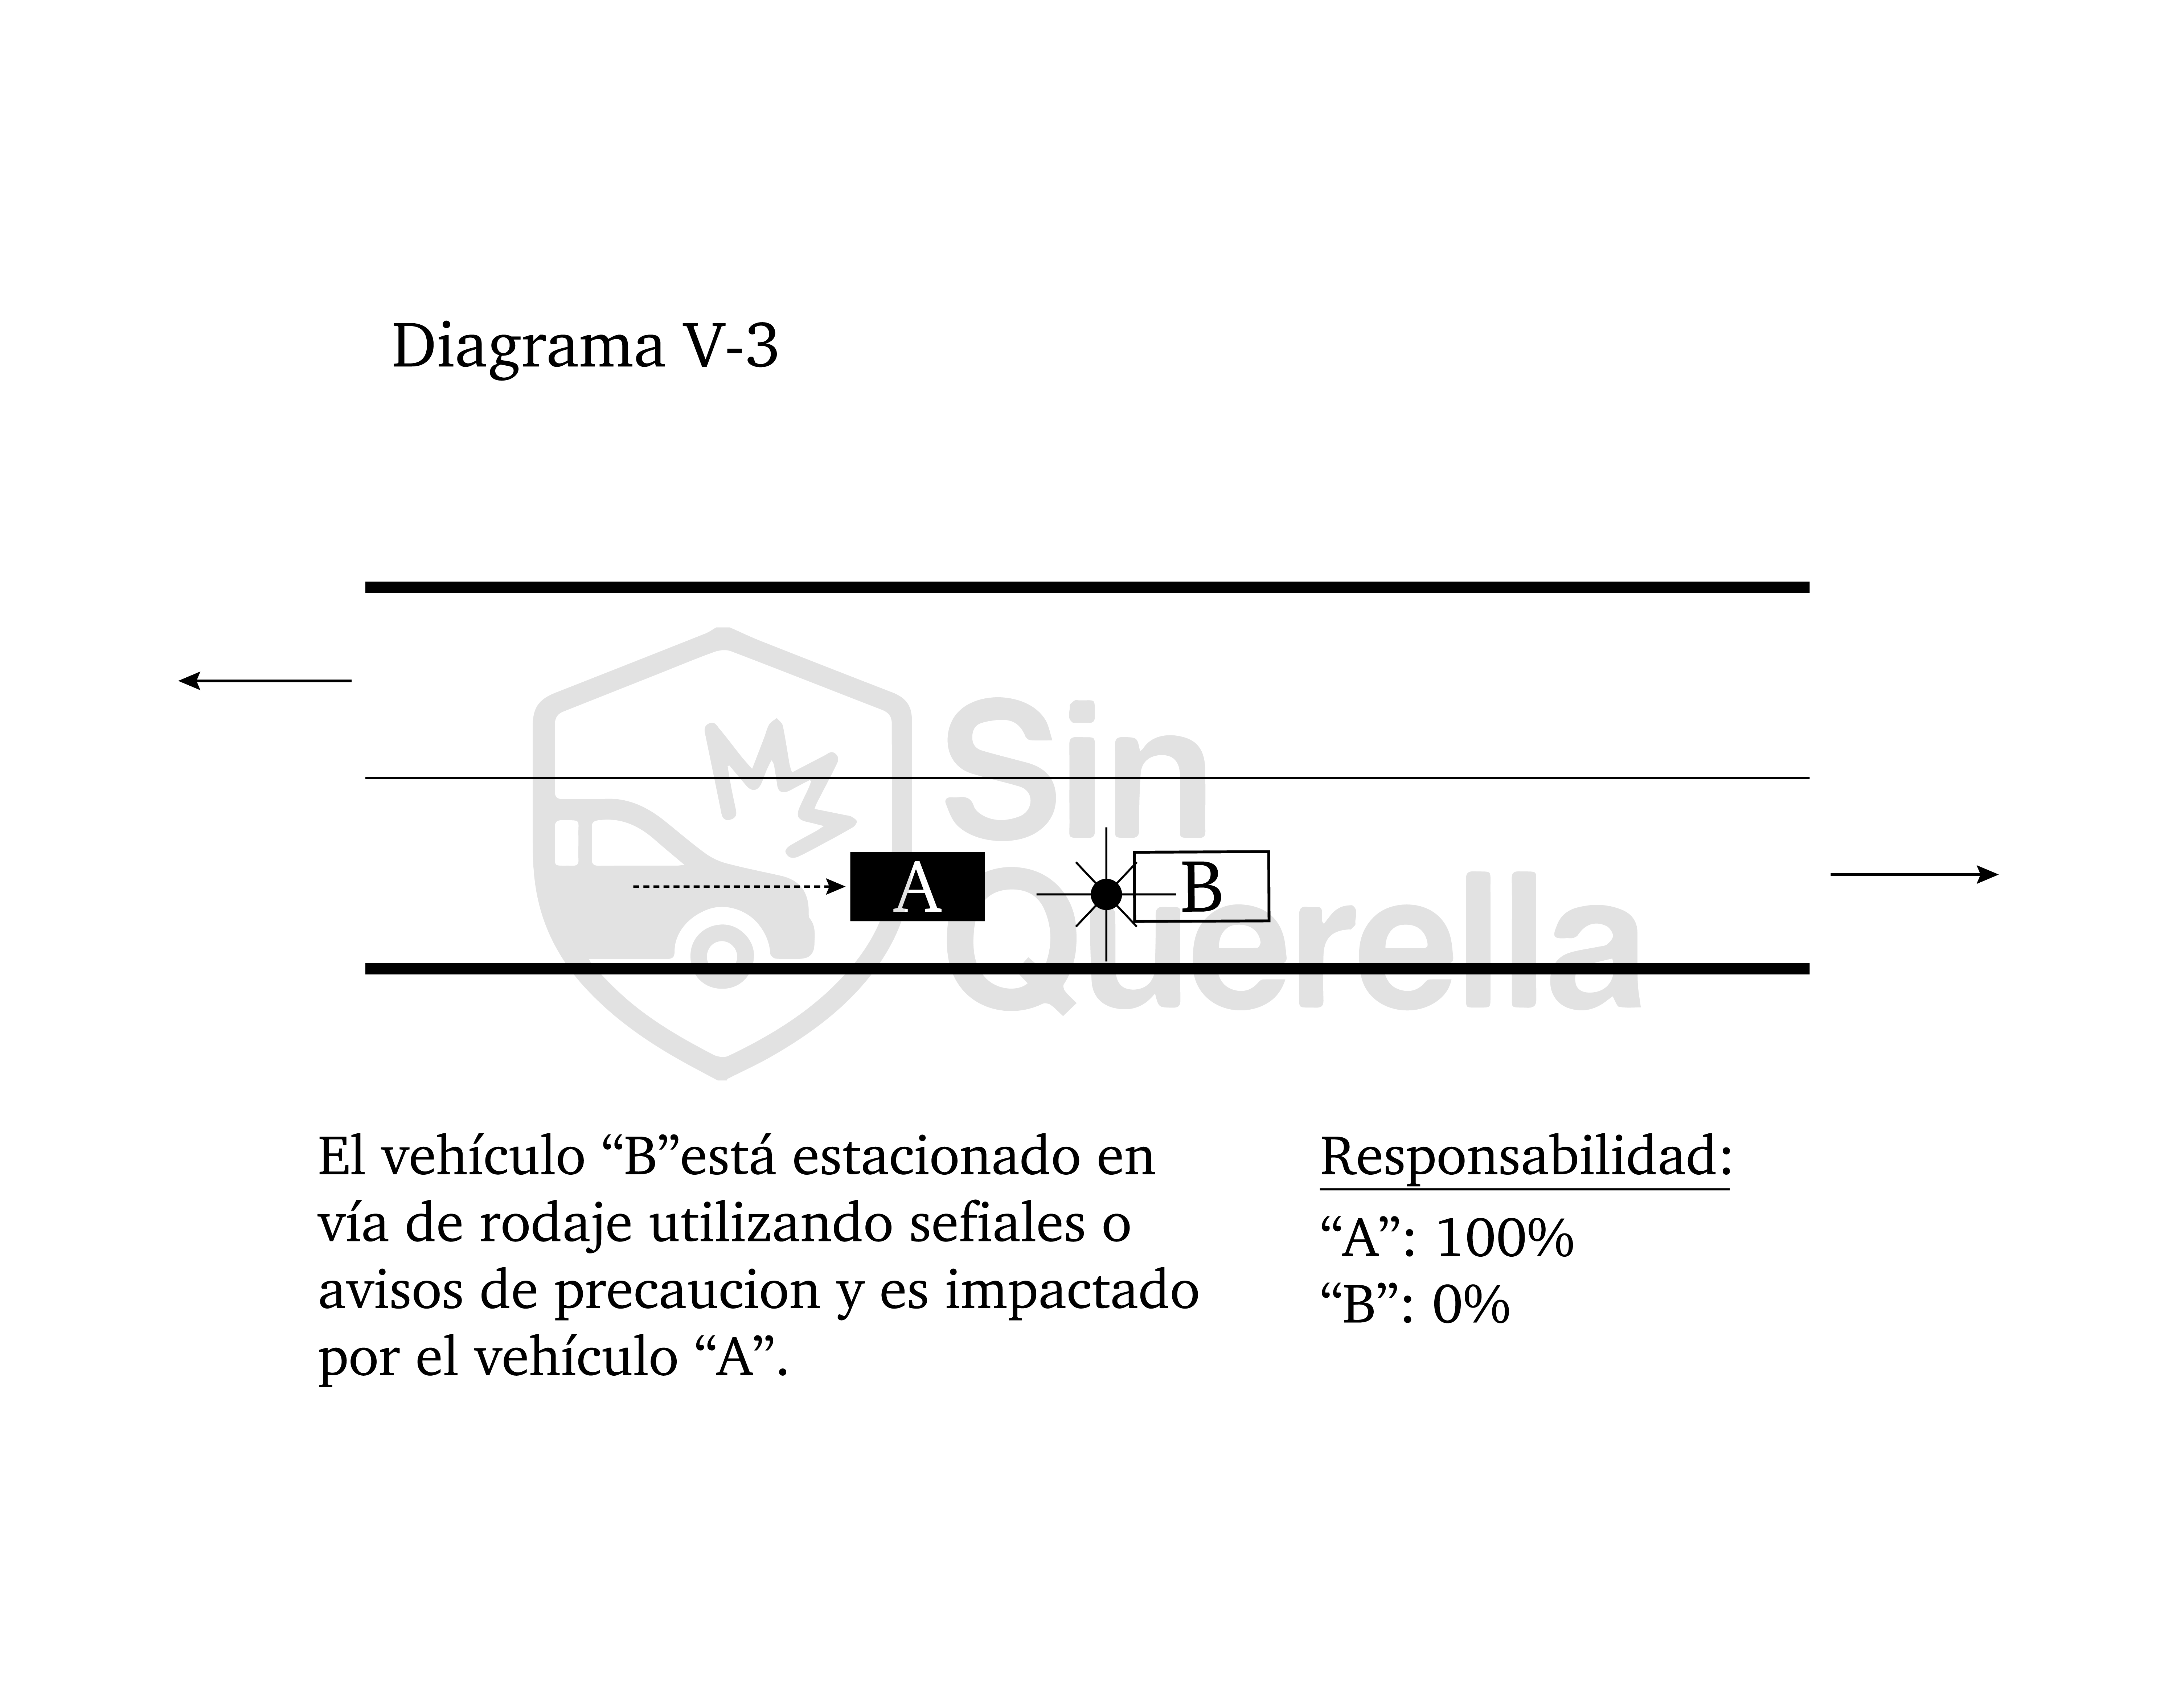 Diagrama V-3
Sin
Querella
A
B
El vehículo “B”está estacionado en
vía de rodaje utilizando sefiales o
avisos de precaucion y es impactado
por el vehículo “A”.
Responsabilidad:
“A”: 100%
“B”: 0%